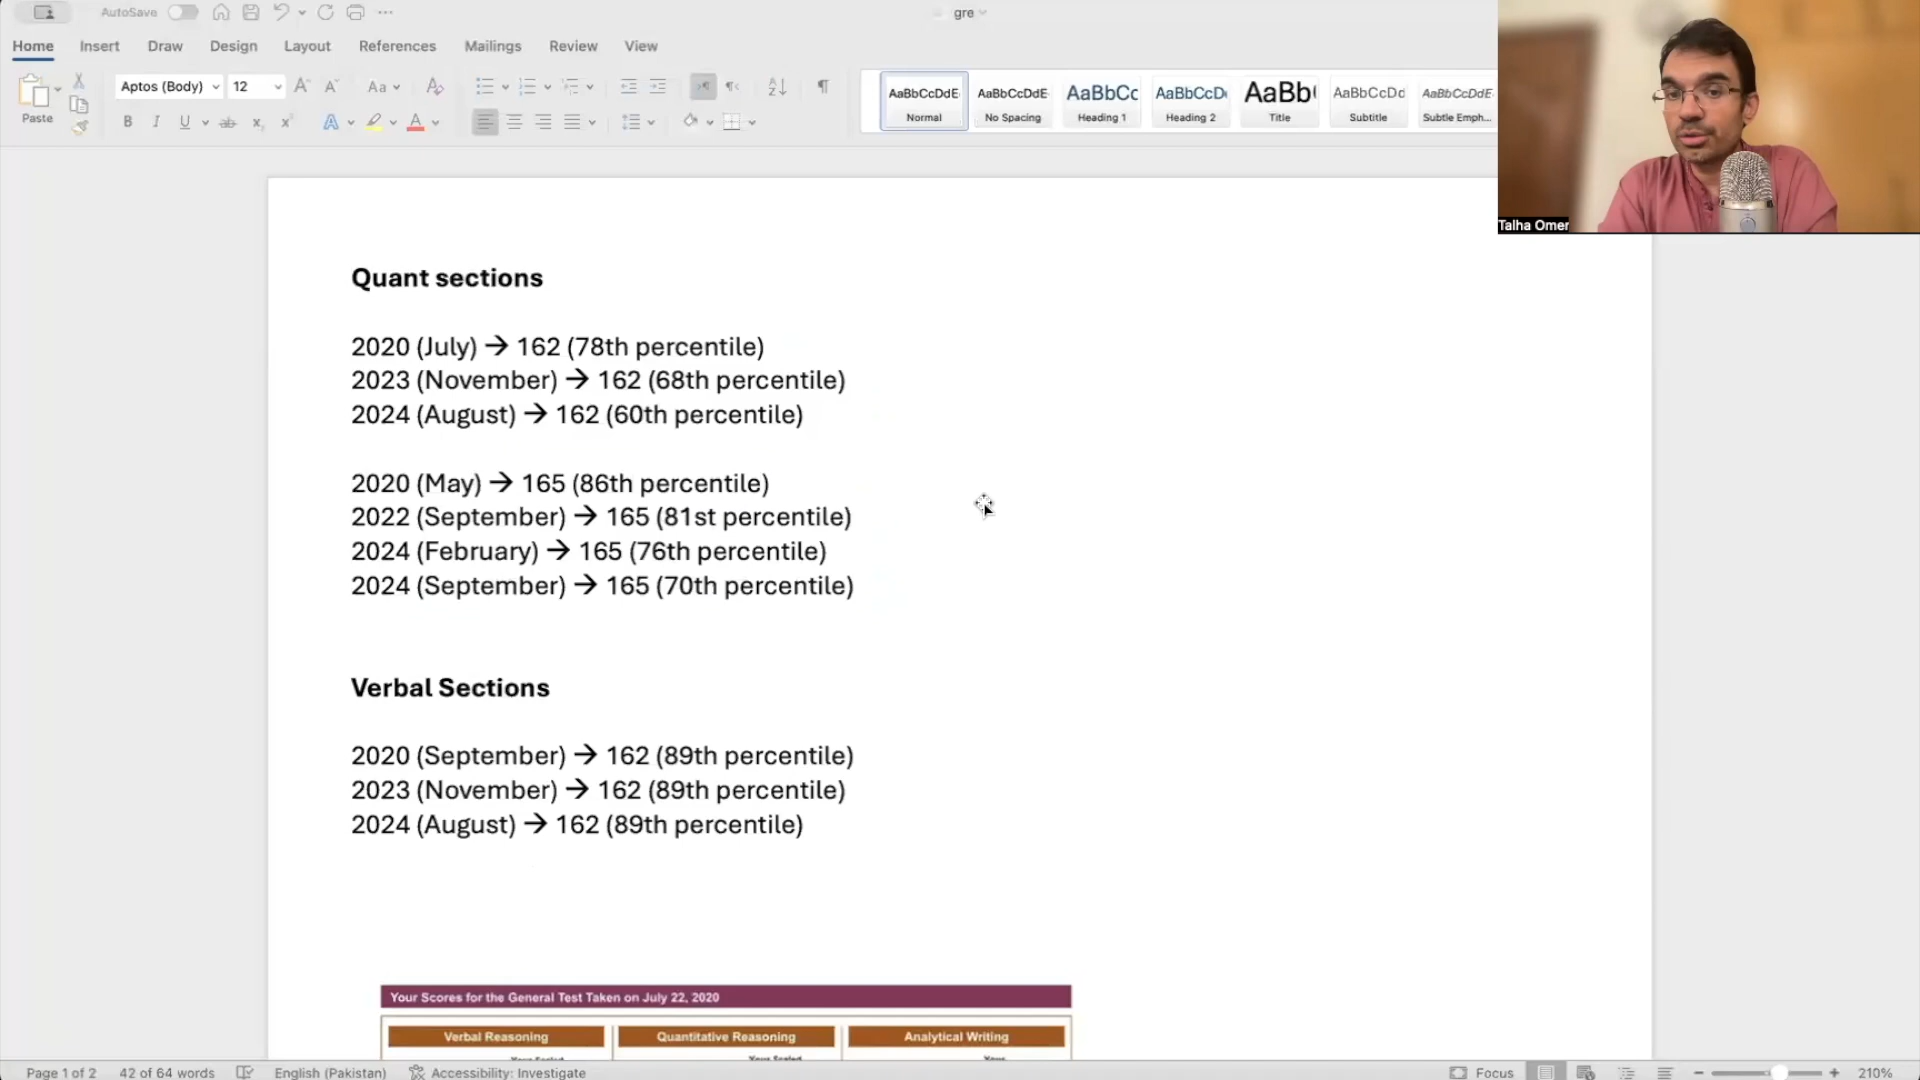 AutoSave
gre
Home Insert Draw Design Layout References Mailings Review View
Paste
Aptos (Body) 12
AaBbCcDdE AaBbCcDdE AaBbCc AaBbCcD AaBb( AaBbCcDd AaBbCcDdE
Normal No Spacing Heading 1 Heading 2 Title Subtitle Subtle Emph...
Talha Omer
Quant sections
2020 (July) → 162 (78th percentile)
2023 (November) → 162 (68th percentile)
2024 (August) → 162 (60th percentile)
2020 (May) → 165 (86th percentile)
2022 (September) → 165 (81st percentile)
2024 (February) → 165 (76th percentile)
2024 (September) → 165 (70th percentile)
Verbal Sections
2020 (September) → 162 (89th percentile)
2023 (November) → 162 (89th percentile)
2024 (August) → 162 (89th percentile)
Your Scores for the General Test Taken on July 22, 2020
Verbal Reasoning Quantitative Reasoning Analytical Writing
Page 1 of 2 42 of 64 words English (Pakistan) Accessibility: Investigate Focus 210%